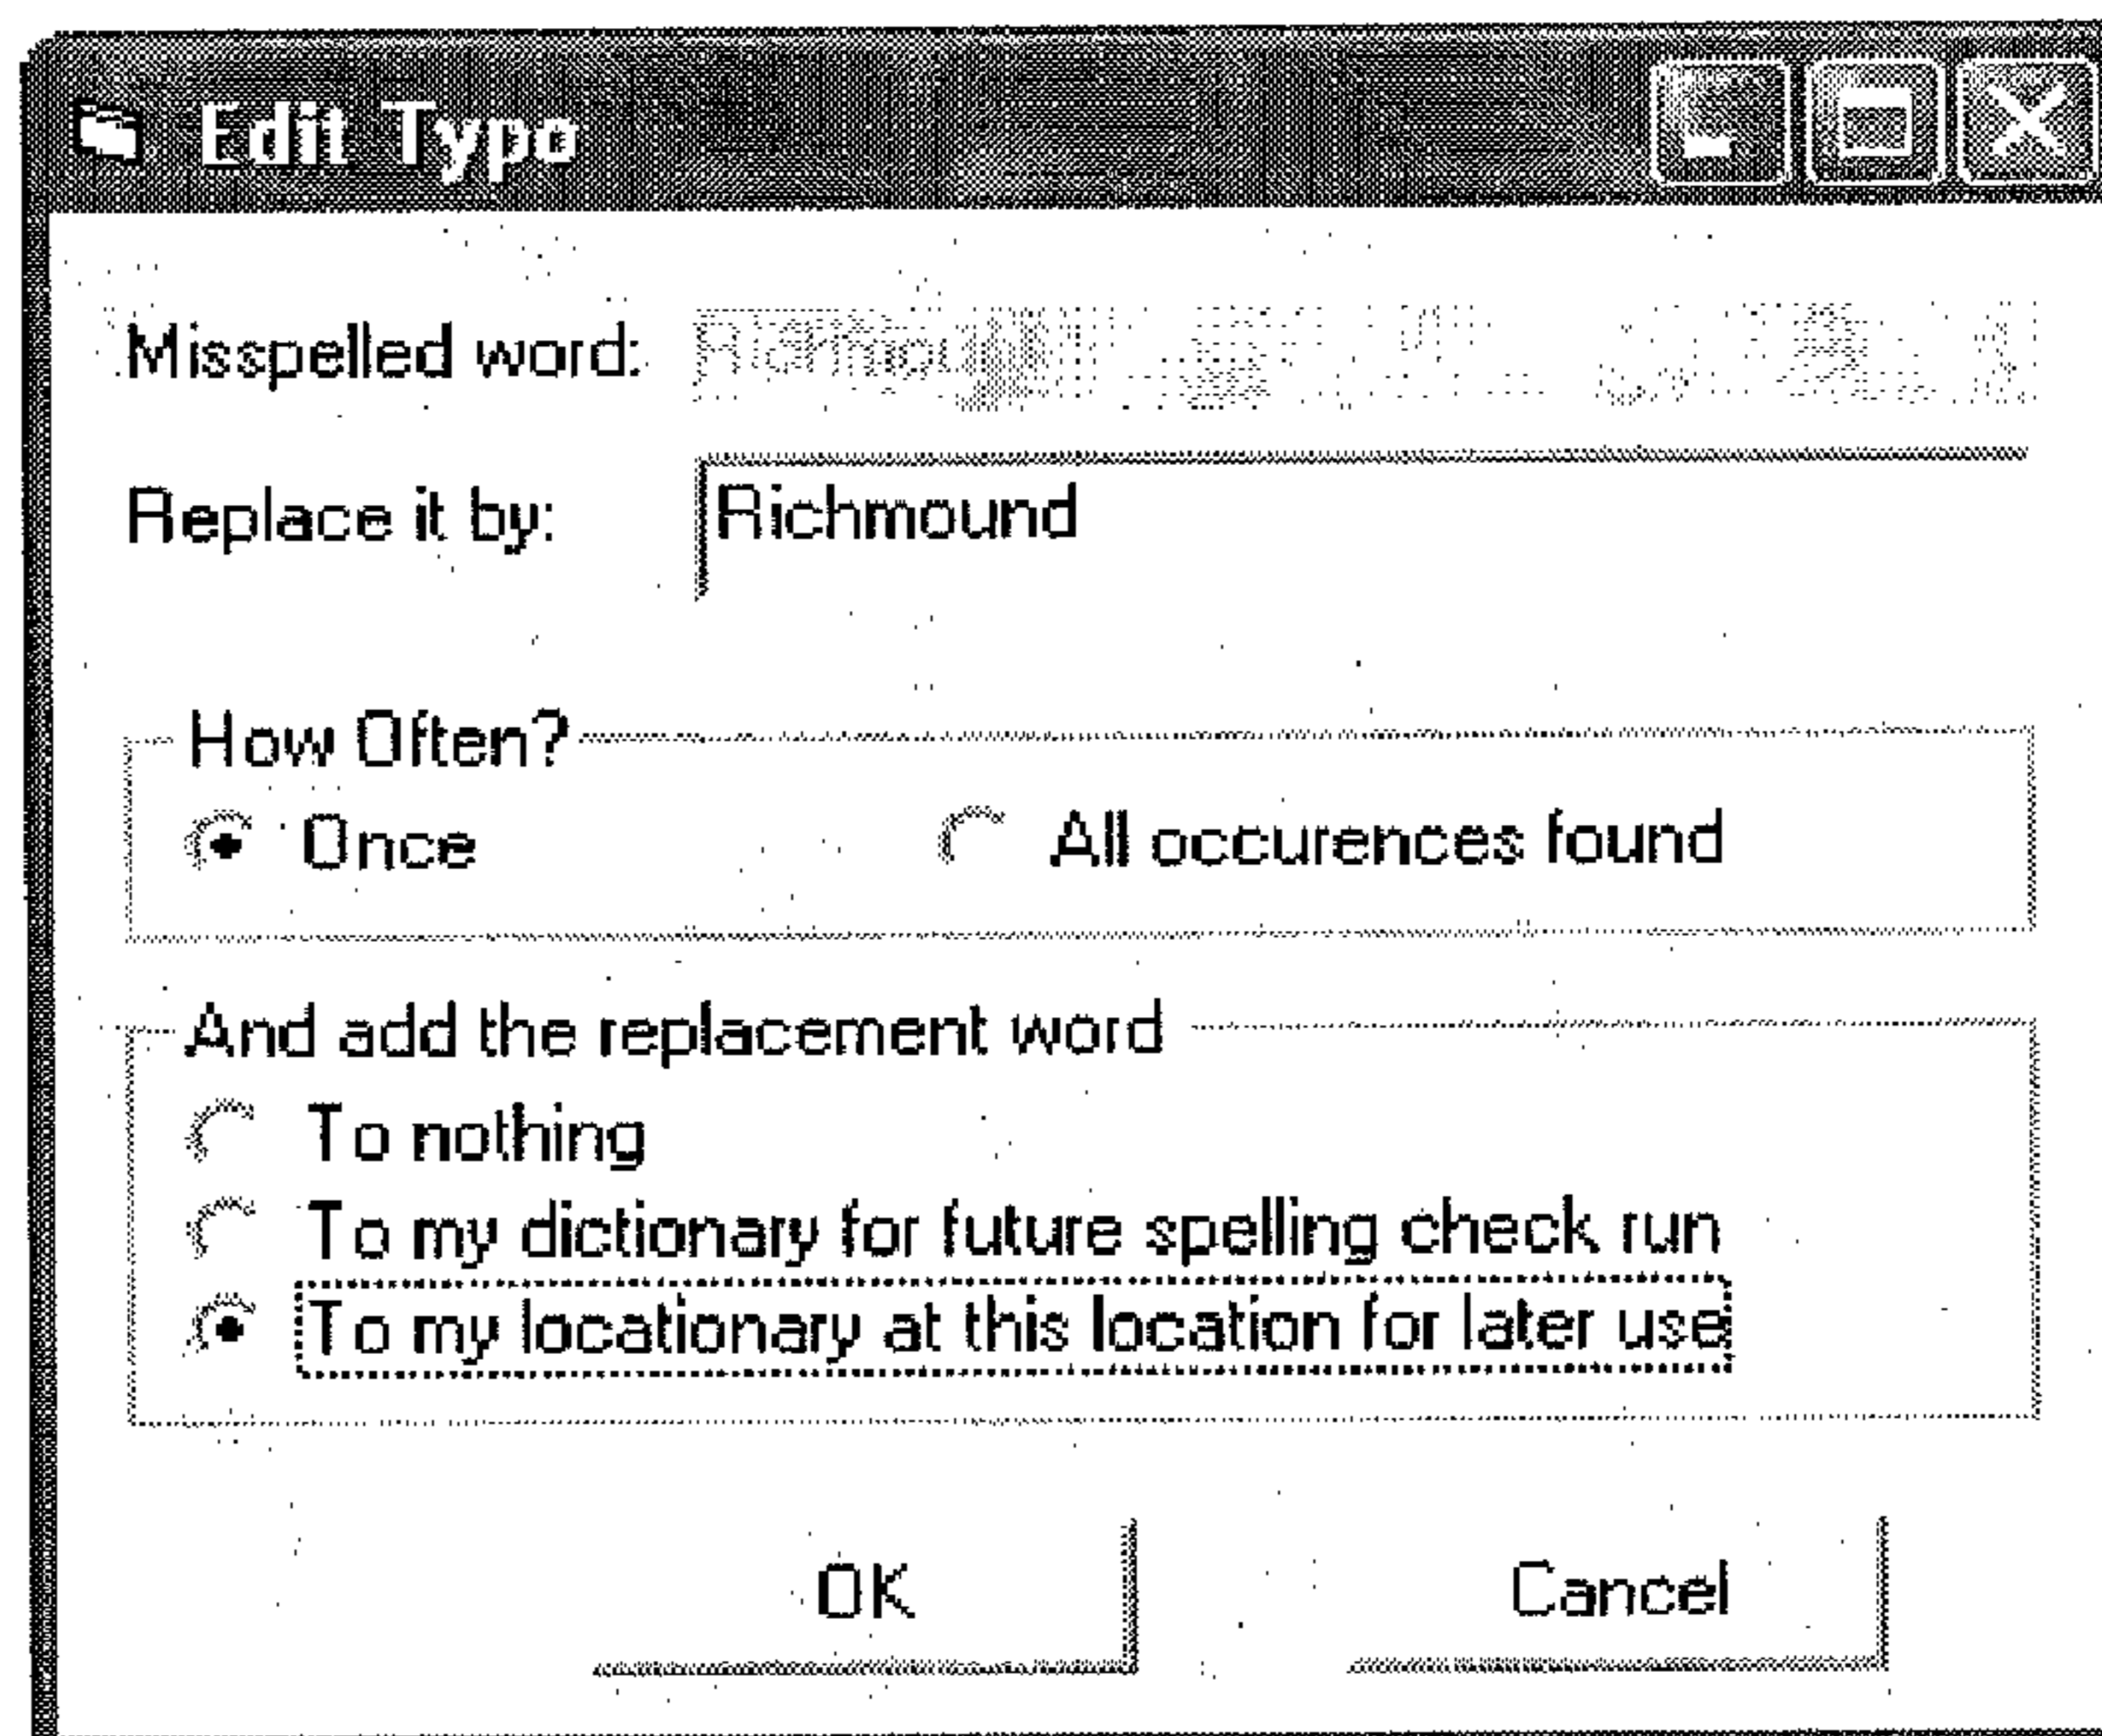 Edit Typo
Misspelled word:
Replace it by: Richmound
How Often?
Once All occurences found
And add the replacement word
To nothing
To my dictionary for future spelling check run
To my locationary at this location for later use
OK Cancel